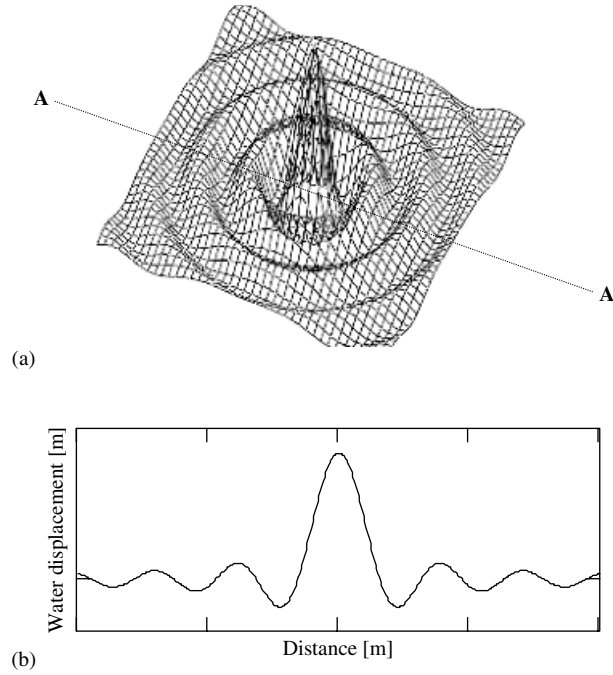 A
A
(a)
Water displacement [m]
Distance [m]
(b)